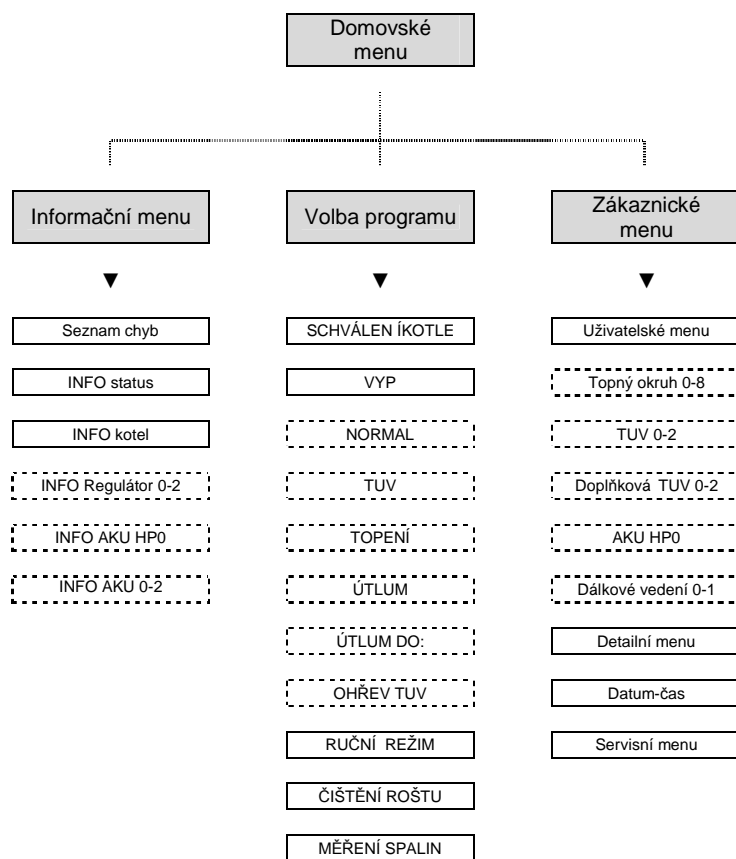 Domovské
menu
Informační menu
Volba programu
Zákaznické
menu
▼
▼
▼
Seznam chyb
INFO status
INFO kotel
INFO Regulátor 0-2
INFO AKU HP0
INFO AKU 0-2
SCHVÁLEN ÍKOTLE
VYP
NORMAL
TUV
TOPENÍ
ÚTLUM
ÚTLUM DO:
OHŘEV TUV
RUČNÍ REŽIM
ČIŠTĚNÍ ROŠTU
MĚŘENÍ SPALIN
Uživatelské menu
Topný okruh 0-8
TUV 0-2
Doplňková TUV 0-2
AKU HP0
Dálkové vedení 0-1
Detailní menu
Datum-čas
Servisní menu